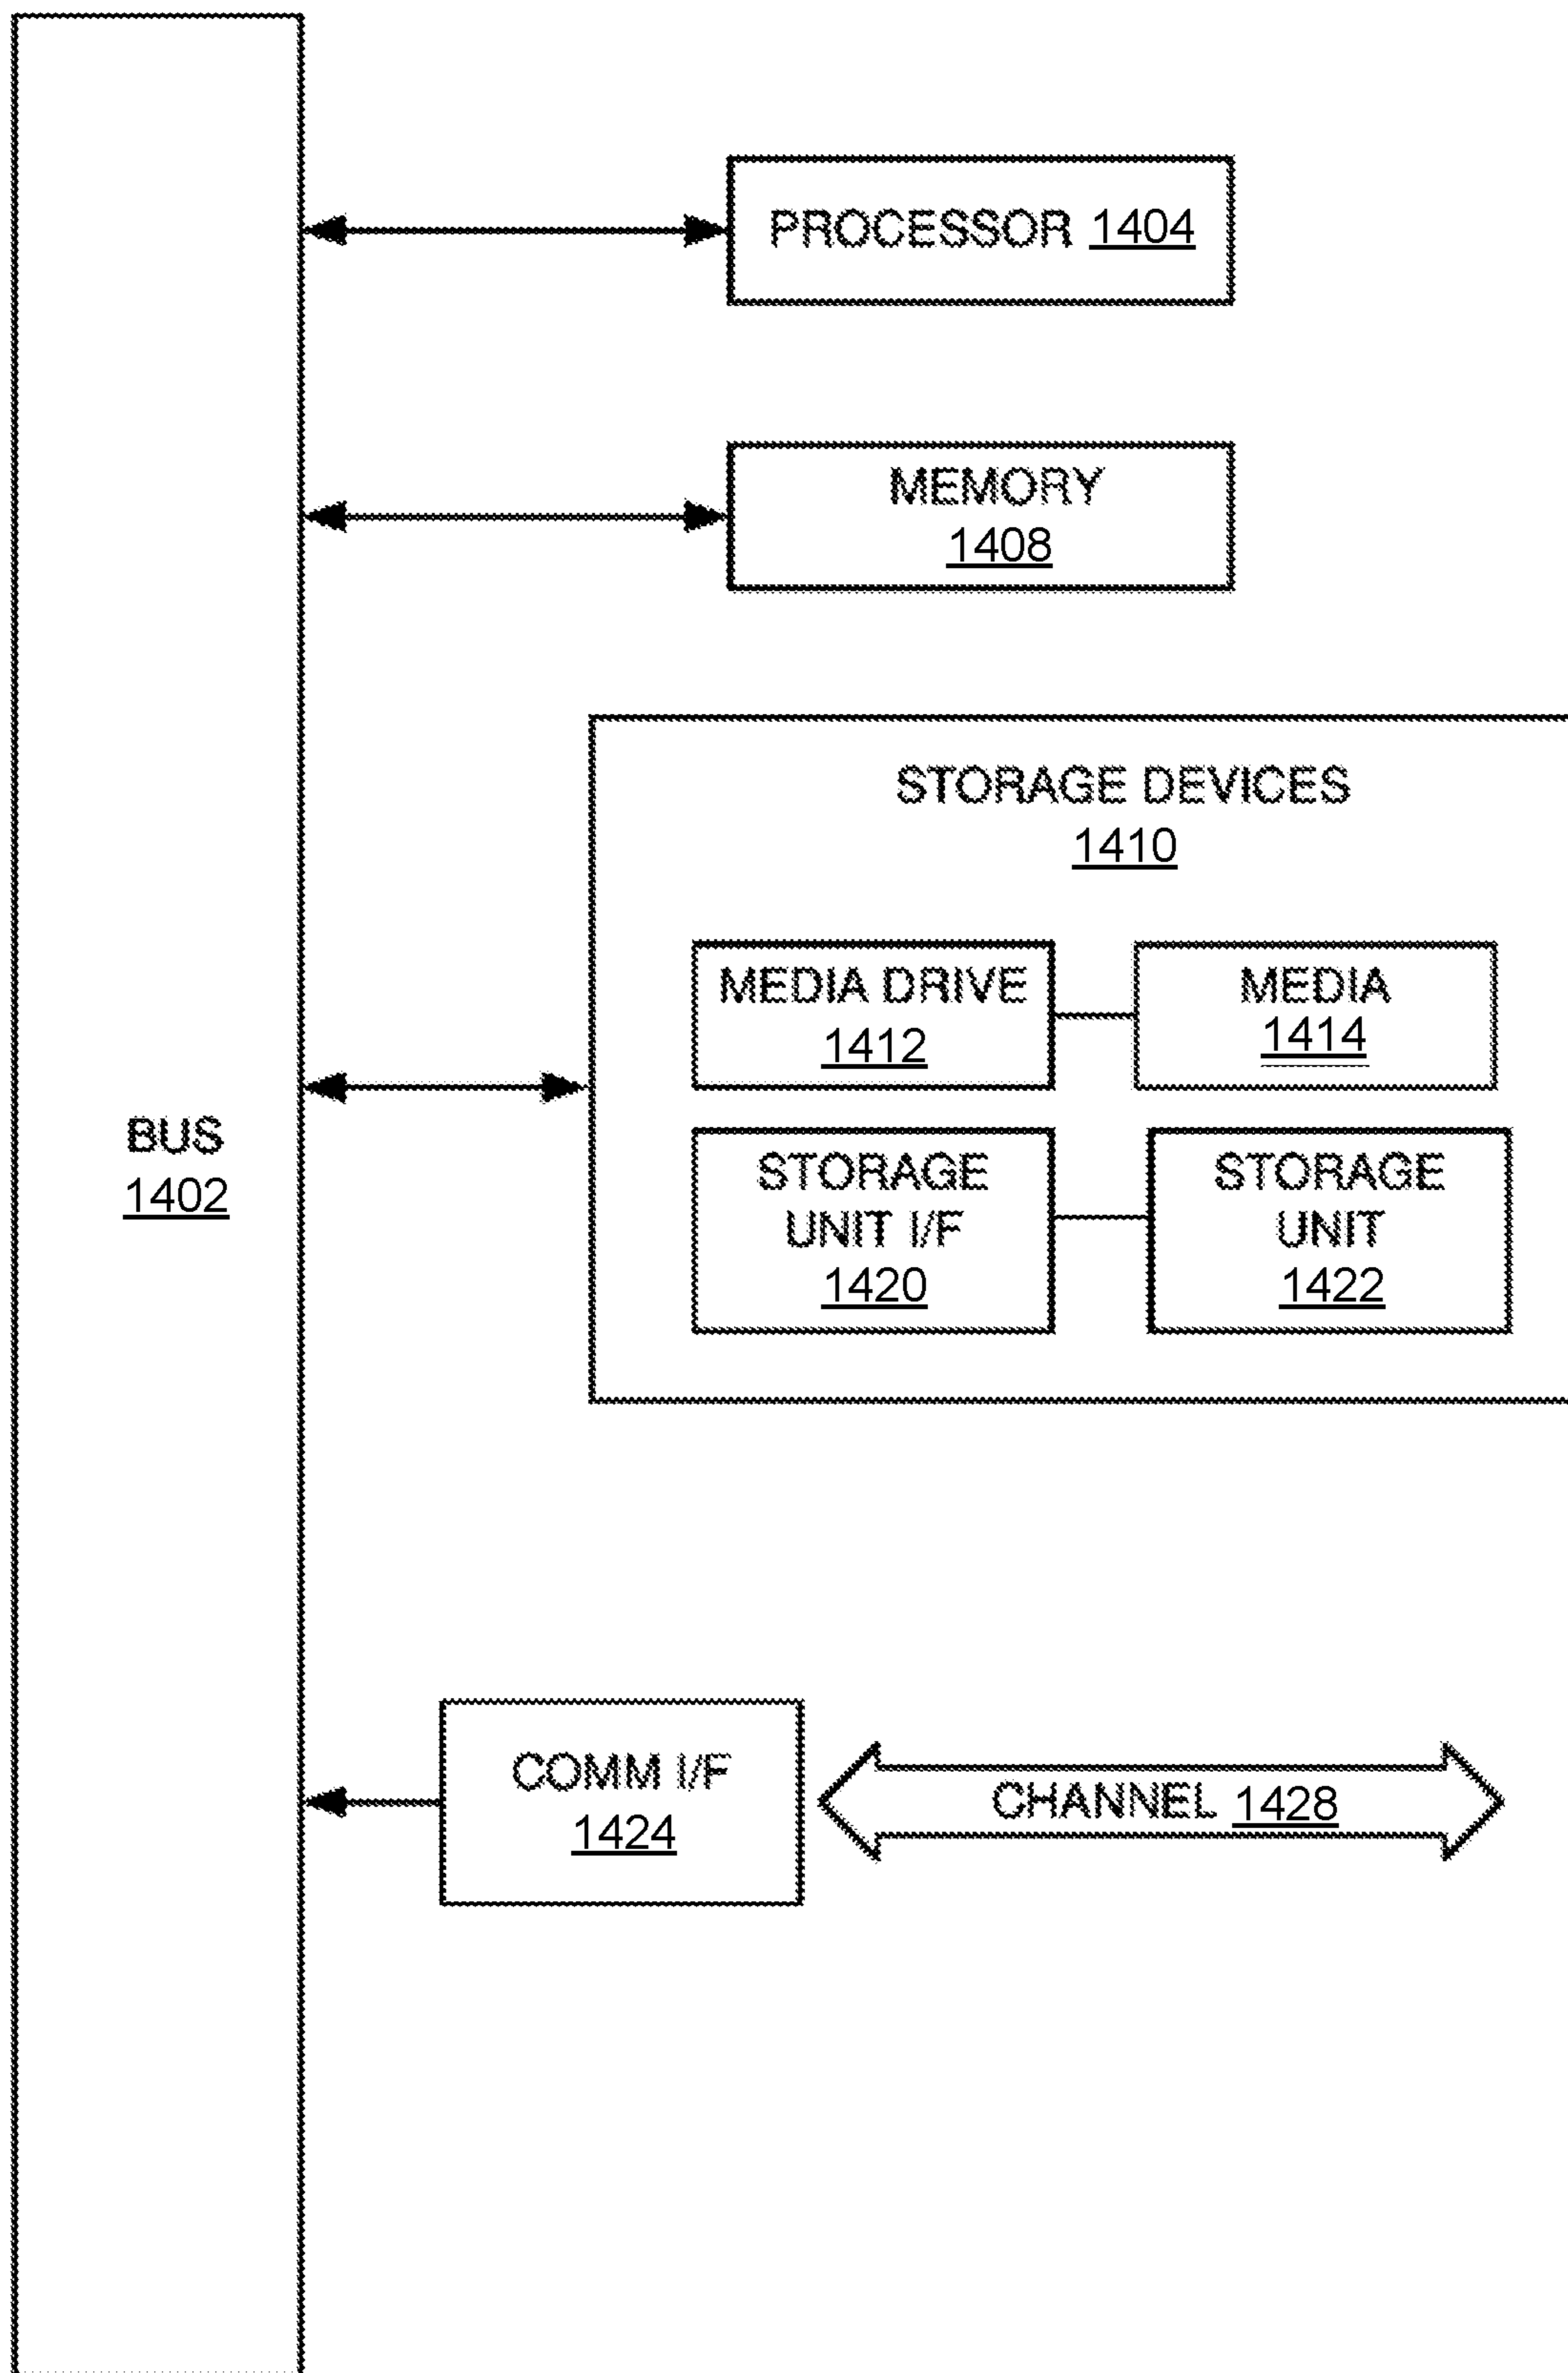 PROCESSOR 1404
MEMORY
1408
STORAGE DEVICES
1410
MEDIA DRIVE
1412
MEDIA
1414
BUS
1402
STORAGE
UNIT I/F
1420
STORAGE
UNIT
1422
COMM I/F
1424
CHANNEL 1428